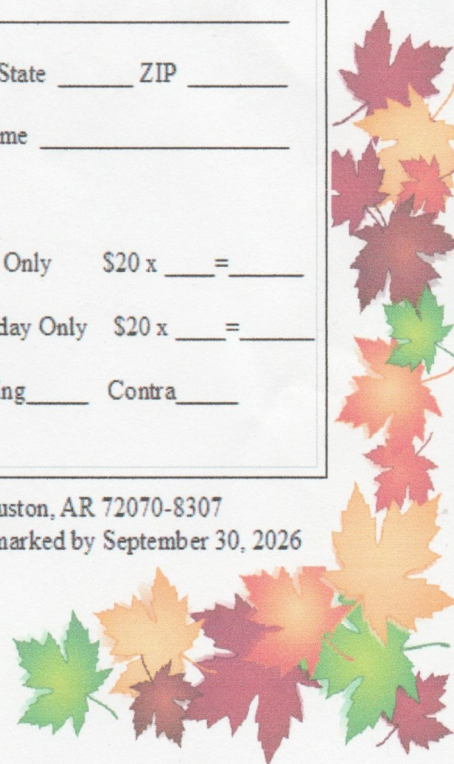 State ______ ZIP ________
me ____________________
Only $20 x ____=______
day Only $20 x ____=______
ng_____ Contra_____
uston, AR 72070-8307
marked by September 30, 2026